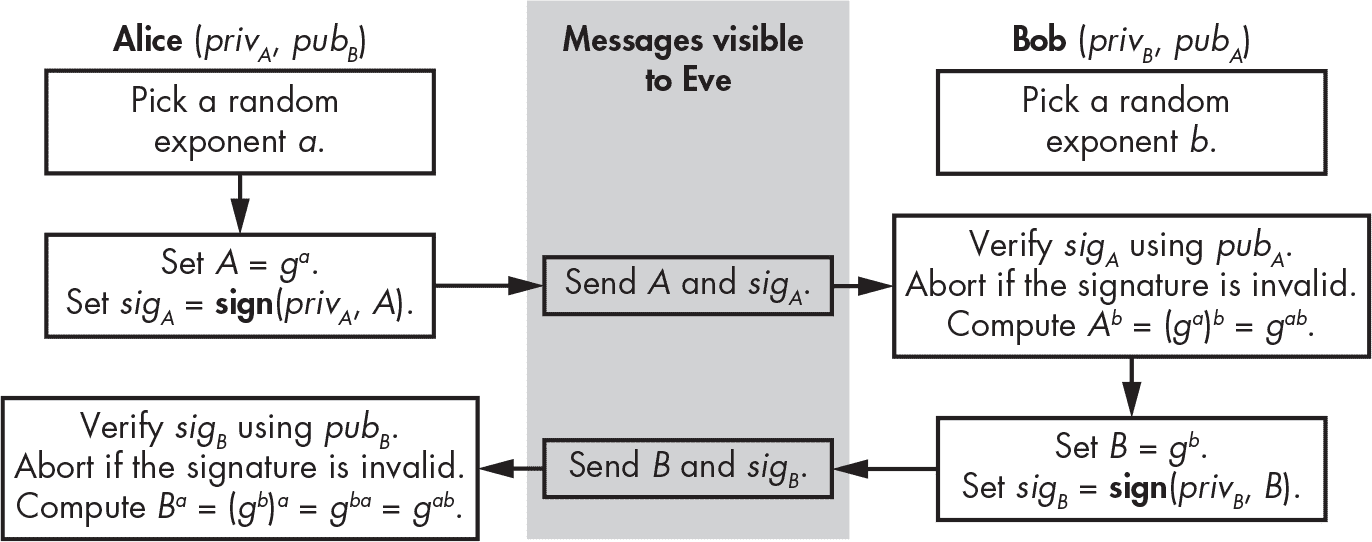 Alice (priv_A, pub_B)
Pick a random
exponent a.
Set A = g^a.
Set sig_A = sign(priv_A, A).
Verify sig_B using pub_B.
Abort if the signature is invalid.
Compute B^a = (g^b)^a = g^ba = g^ab.
Messages visible
to Eve
Send A and sig_A.
Send B and sig_B.
Bob (priv_B, pub_A)
Pick a random
exponent b.
Verify sig_A using pub_A.
Abort if the signature is invalid.
Compute A^b = (g^a)^b = g^ab.
Set B = g^b.
Set sig_B = sign(priv_B, B).